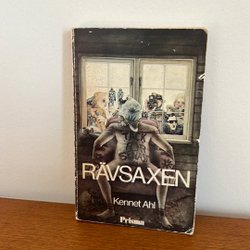 RÄVSAXEN
Kennet Ahl
Prisma